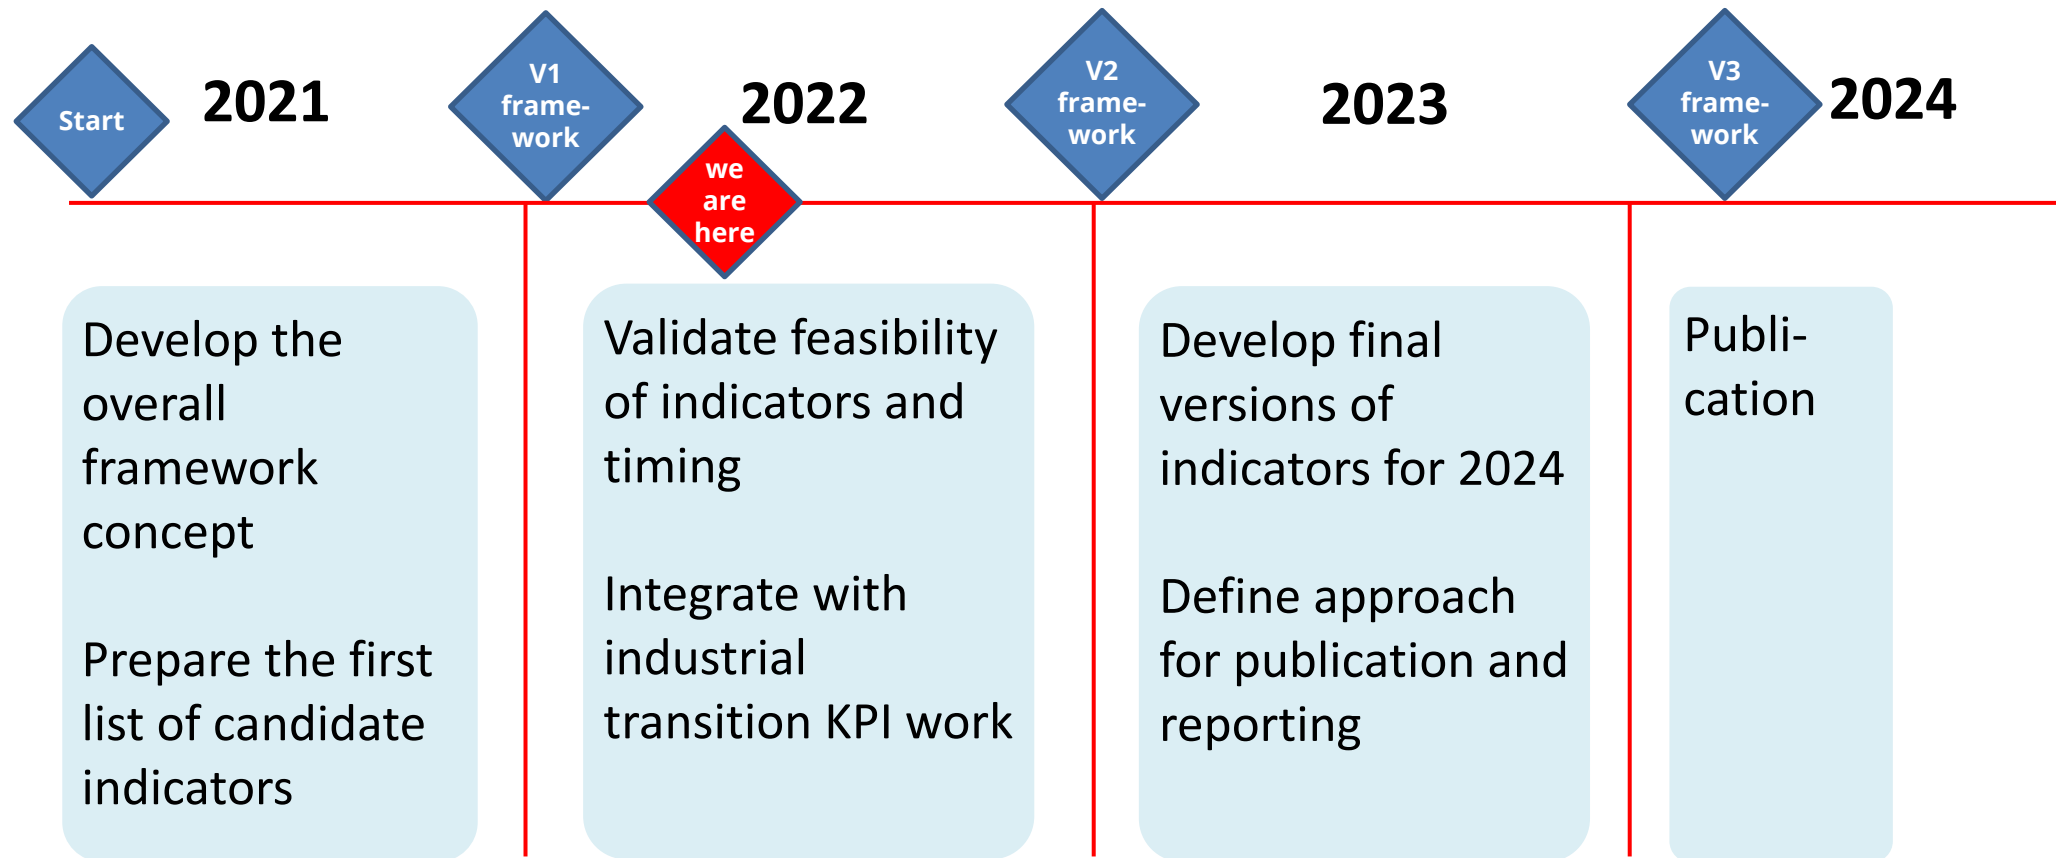 Start
2021
V1
frame-
work
2022
we
are
here
V2
frame-
work
2023
V3
frame-
work
2024
Develop the
overall
framework
concept
Prepare the first
list of candidate
indicators
Validate feasibility
of indicators and
timing
Integrate with
industrial
transition KPI work
Develop final
versions of
indicators for 2024
Define approach
for publication and
reporting
Publi-
cation